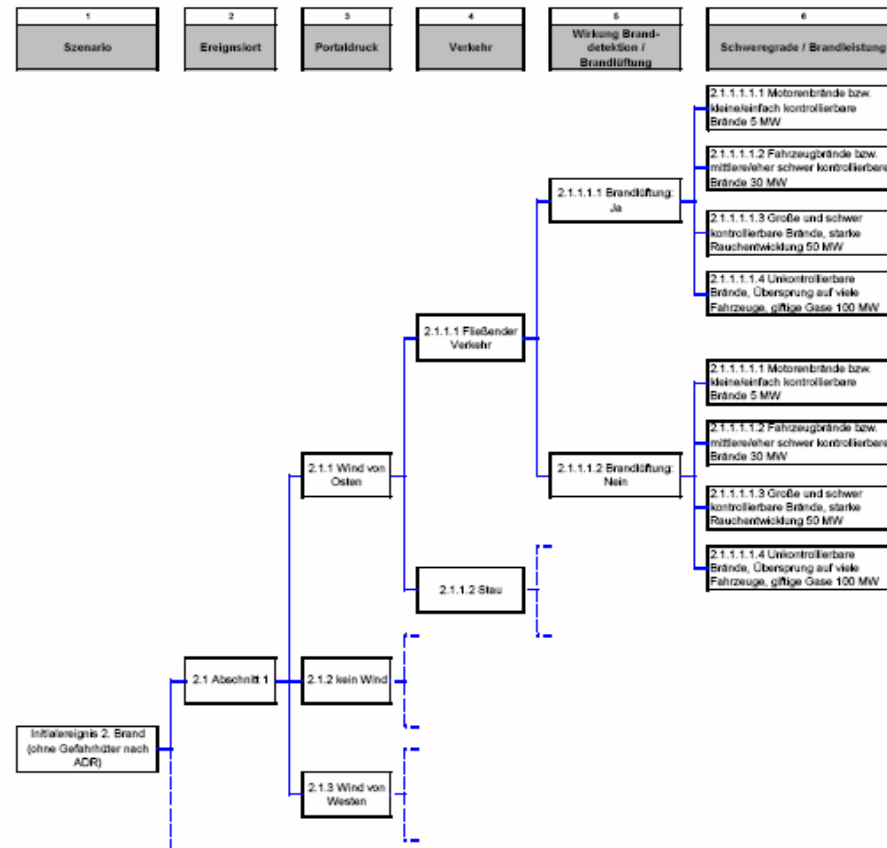 1
2
3
4
5
6
Szenario
Ereignsiort
Portaldruck
Verkehr
Wirkung Brand-
detektion /
Brandlüftung
Schweregrade / Brandleistung
2.1.1.1.1.1 Motorenbrände bzw.
kleine/einfach kontrollierbare
Brände 5 MW
2.1.1.1.1.2 Fahrzeugbrände bzw.
mittlere/eher schwer kontrollierbare
Brände 30 MW
2.1.1.1.1 Brandlüftung:
Ja
2.1.1.1.1.3 Große und schwer
kontrollierbare Brände, starke
Rauchentwicklung 50 MW
2.1.1.1.1.4 Unkontrollierbare
Brände, Übersprung auf viele
Fahrzeuge, giftige Gase 100 MW
2.1.1.1 Fließender
Verkehr
2.1.1.1.1.1 Motorenbrände bzw.
kleine/einfach kontrollierbare
Brände 5 MW
2.1.1.1.1.2 Fahrzeugbrände bzw.
mittlere/eher schwer kontrollierbare
Brände 30 MW
2.1.1 Wind von
Osten
2.1.1.1.2 Brandlüftung:
Nein
2.1.1.1.1.3 Große und schwer
kontrollierbare Brände, starke
Rauchentwicklung 50 MW
2.1.1.1.1.4 Unkontrollierbare
Brände, Übersprung auf viele
Fahrzeuge, giftige Gase 100 MW
2.1.1.2 Stau
2.1 Abschnitt 1
2.1.2 kein Wind
Initialereignis 2. Brand
(ohne Gefahrhüter nach
ADR)
2.1.3 Wind von
Westen